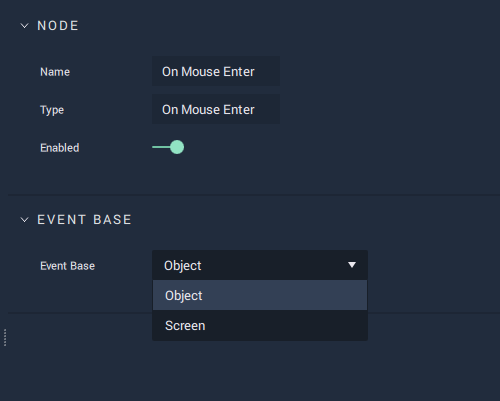 NODE
Name On Mouse Enter
Type On Mouse Enter
Enabled
EVENT BASE
Event Base Object
Object
Screen